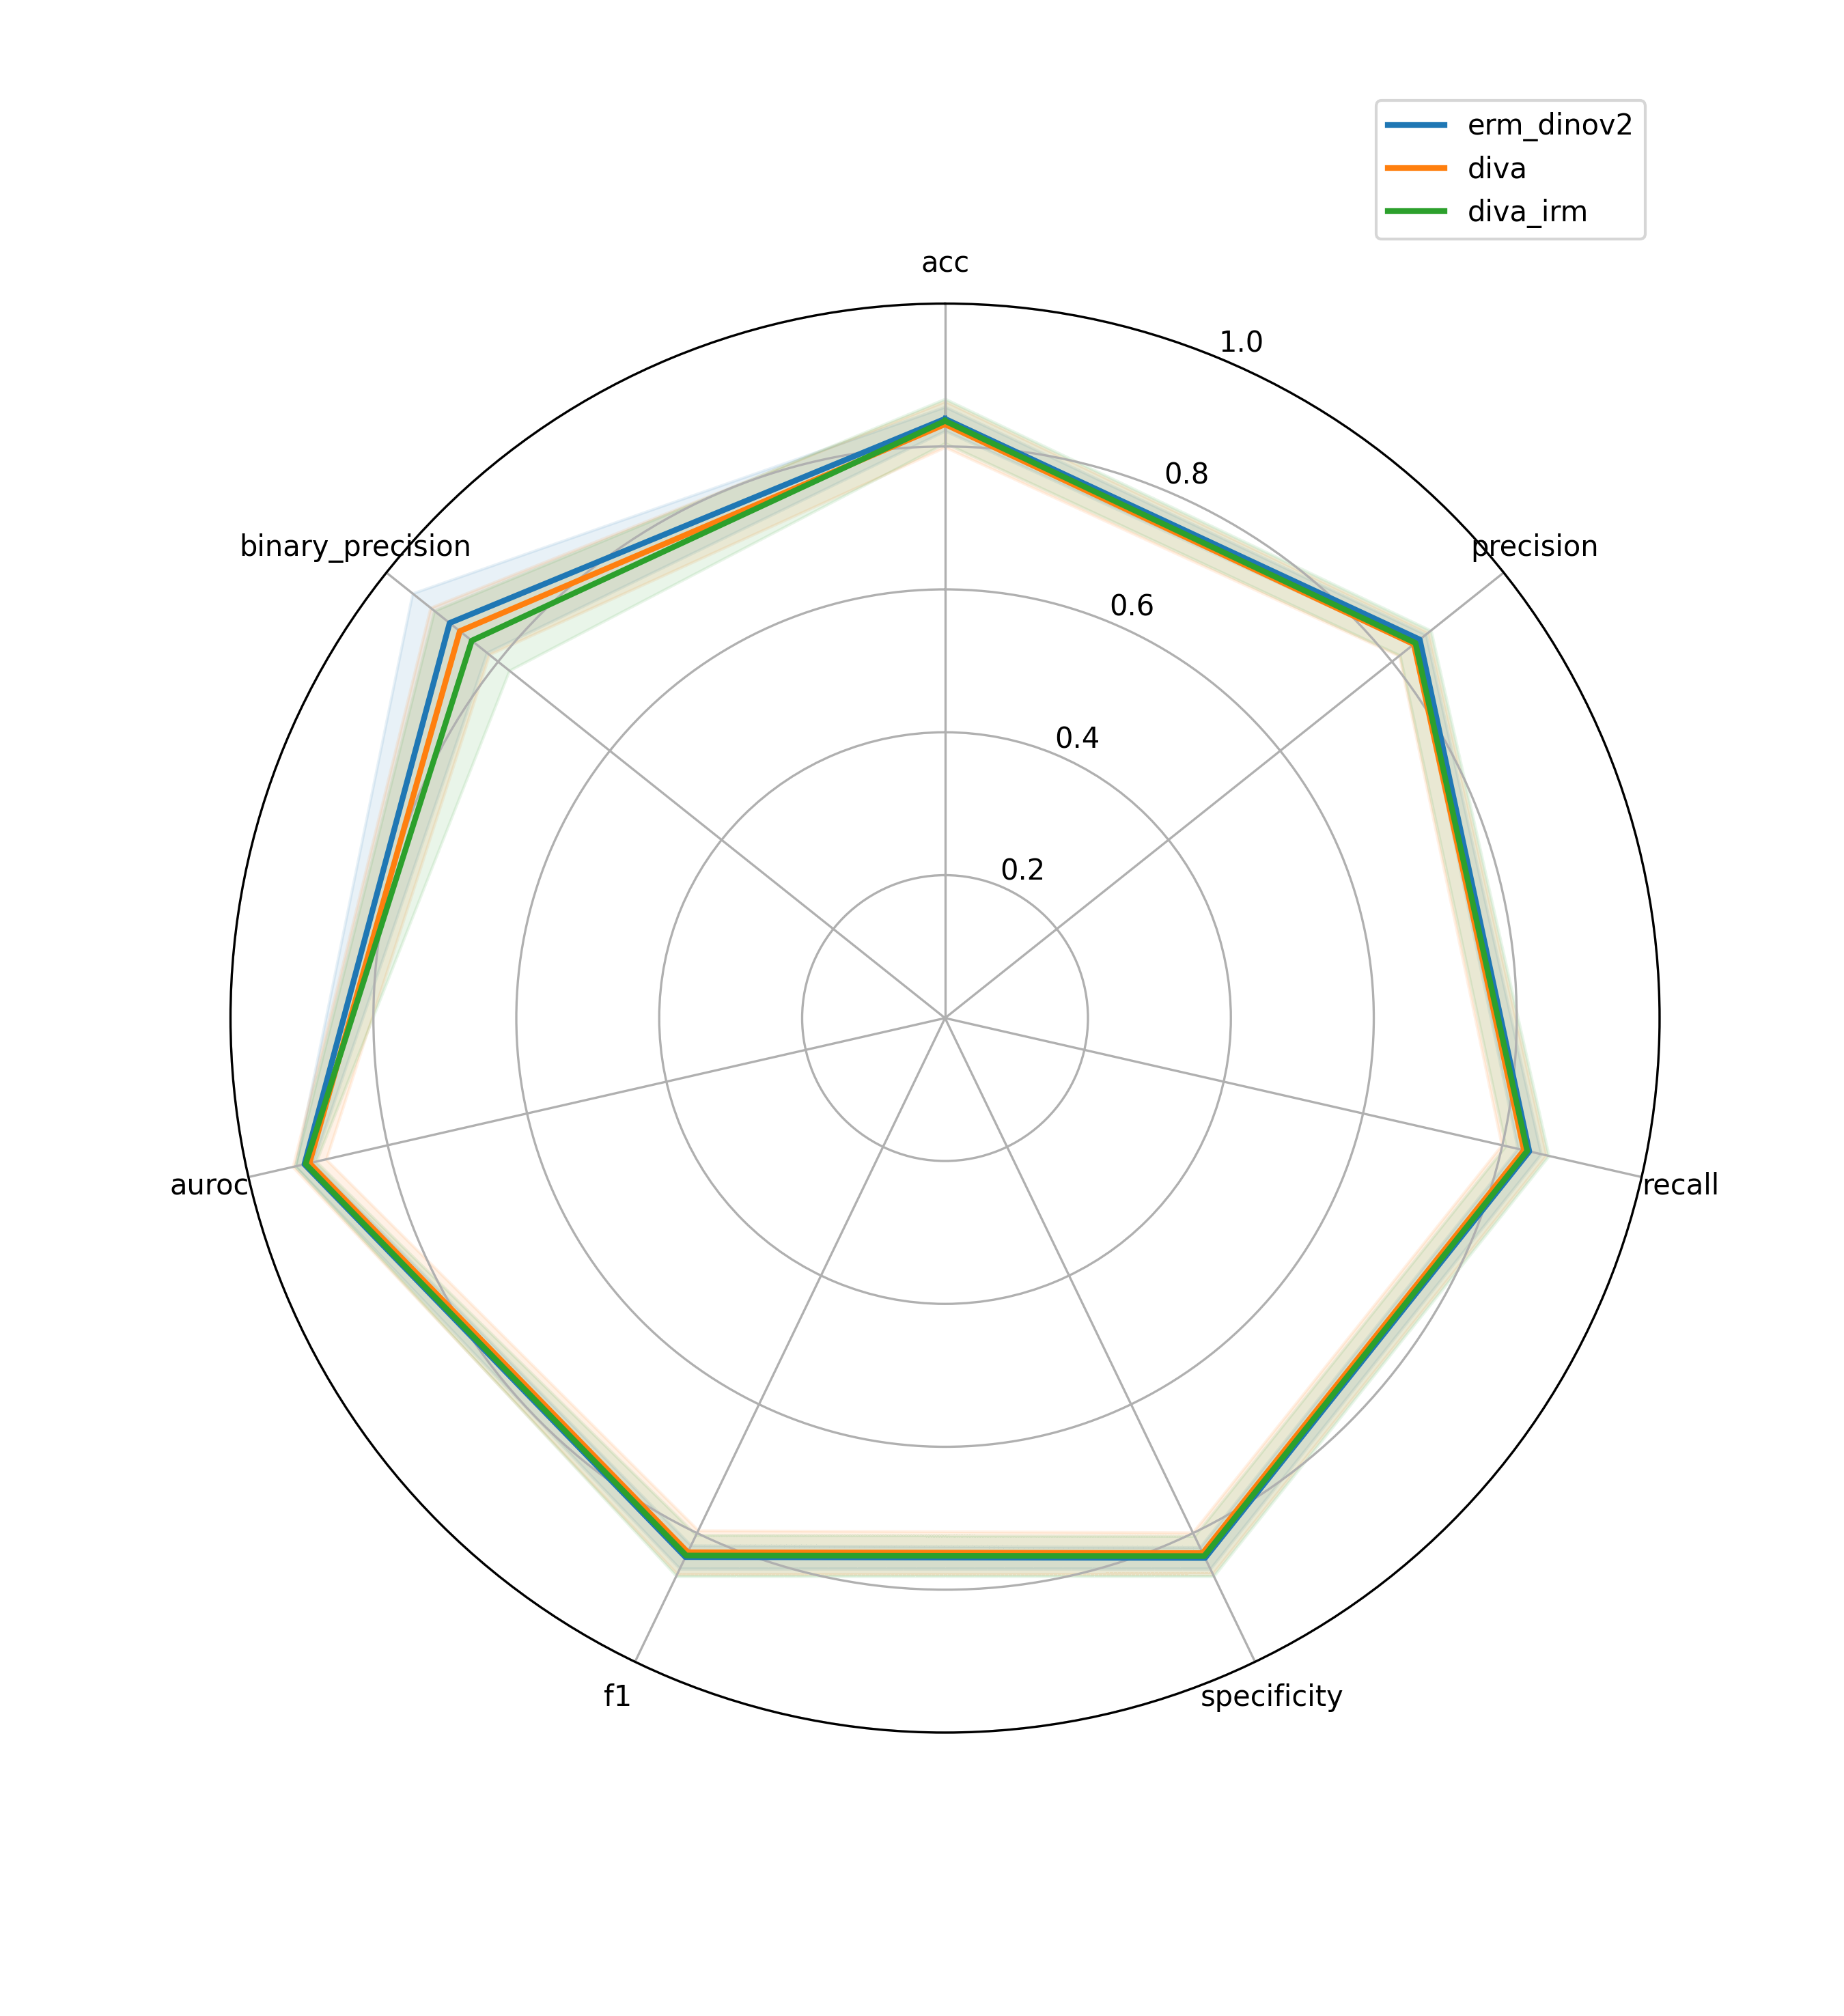 erm_dinov2
diva
diva_irm
acc
1.0
0.8
binary_precision
precision
0.6
0.4
0.2
auroc
recall
f1
specificity